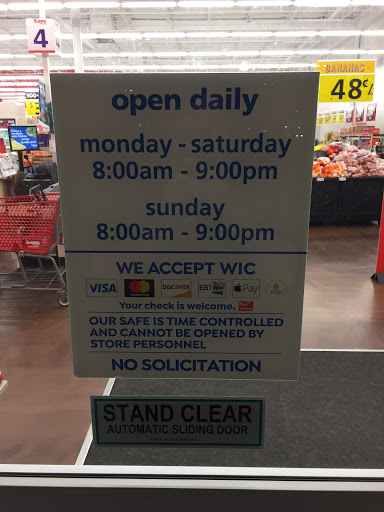 Save
4
500+
BANANAS
48¢
open daily
monday - saturday
8:00am - 9:00pm
sunday
8:00am - 9:00pm
WE ACCEPT WIC
VISA
DISCOVER
EBT
Pay
Your check is welcome.
OUR SAFE IS TIME CONTROLLED
AND CANNOT BE OPENED BY
STORE PERSONNEL
NO SOLICITATION
STAND CLEAR
AUTOMATIC SLIDING DOOR